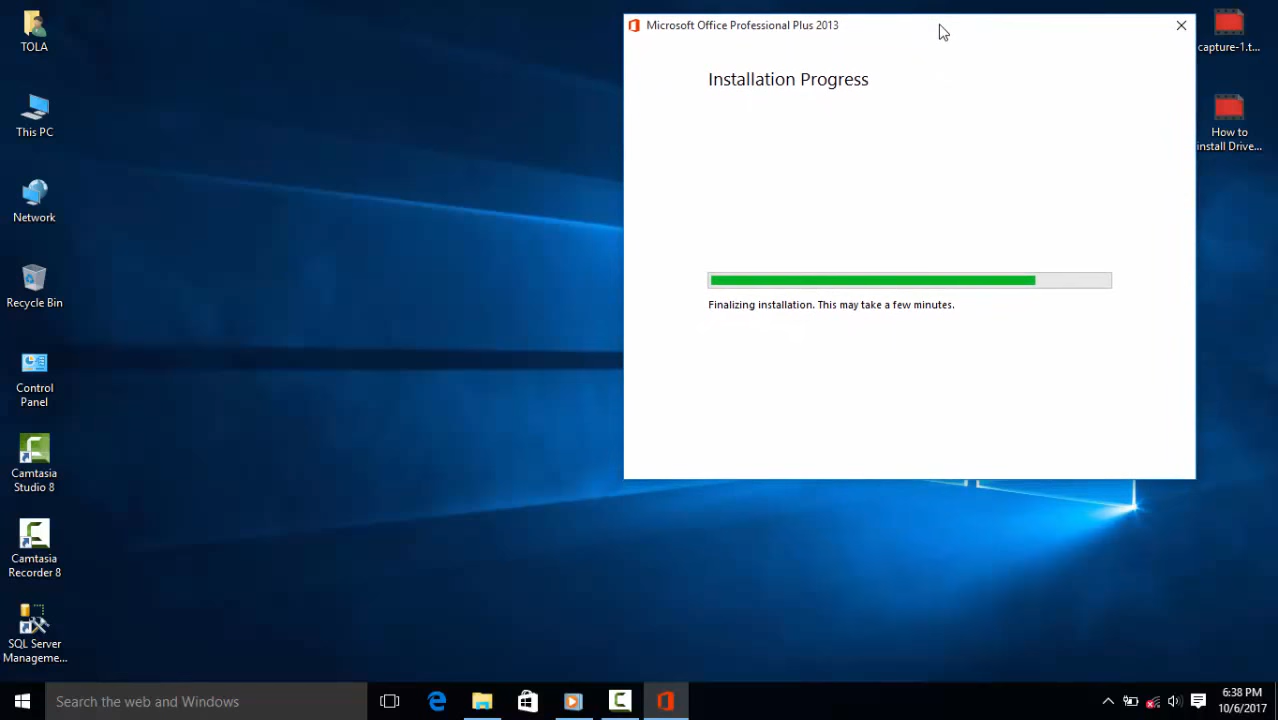 TOLA
This PC
Network
Recycle Bin
Control
Panel
Camtasia
Studio 8
Camtasia
Recorder 8
SQL Server
Manageme...
Microsoft Office Professional Plus 2013
Installation Progress
Finalizing installation. This may take a few minutes.
capture-1.t...
How to
install Drive...
Search the web and Windows
6:38 PM
10/6/2017